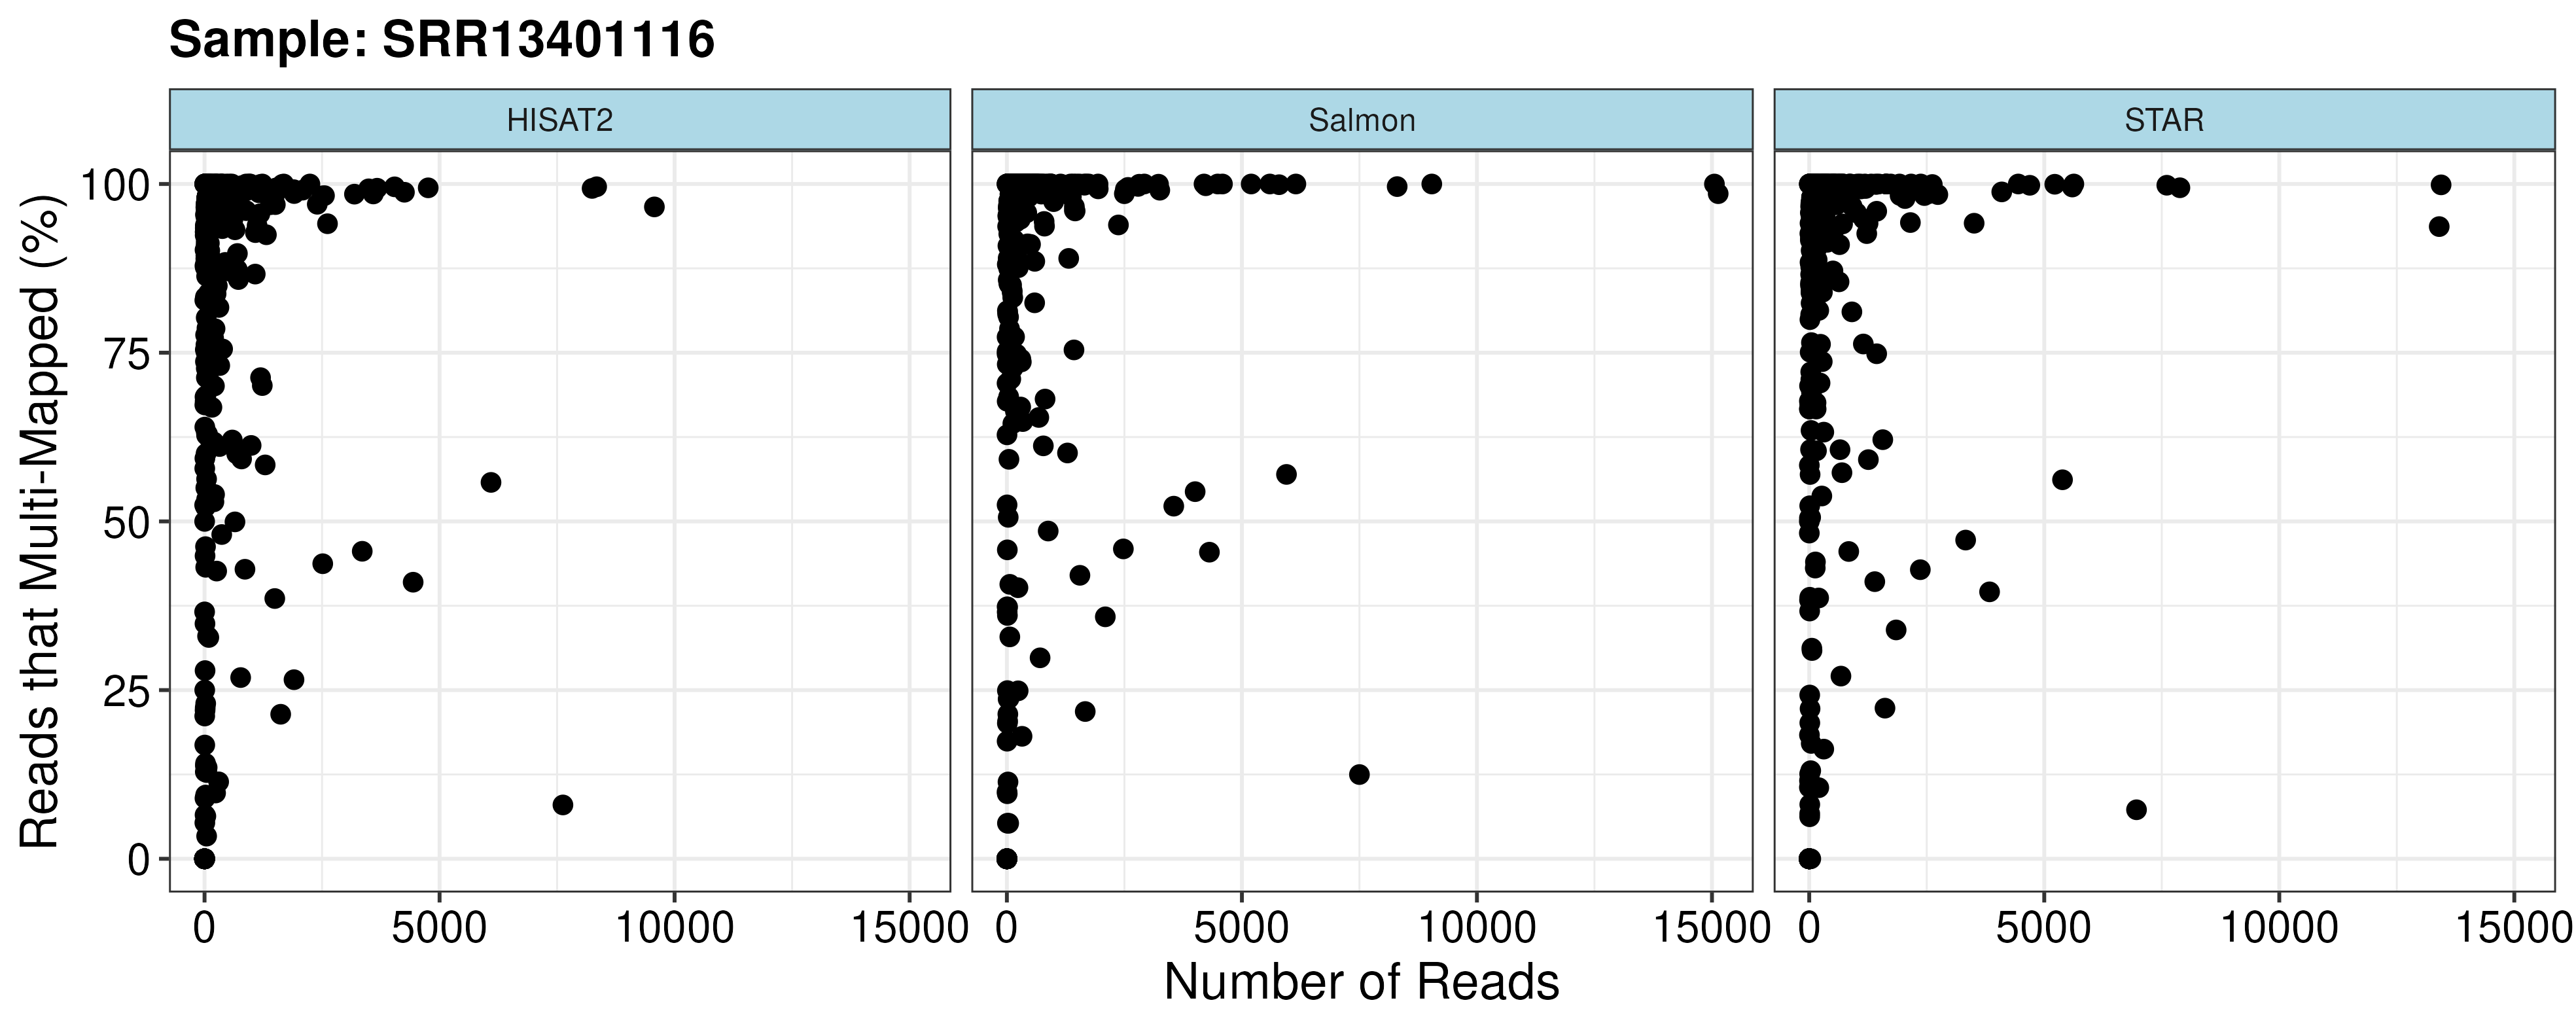 Sample: SRR13401116
HISAT2 Salmon STAR
Reads that Multi-Mapped (%)
100
75
50
25
0
0 5000 10000 15000 0 5000 10000 15000 0 5000 10000 15000
Number of Reads